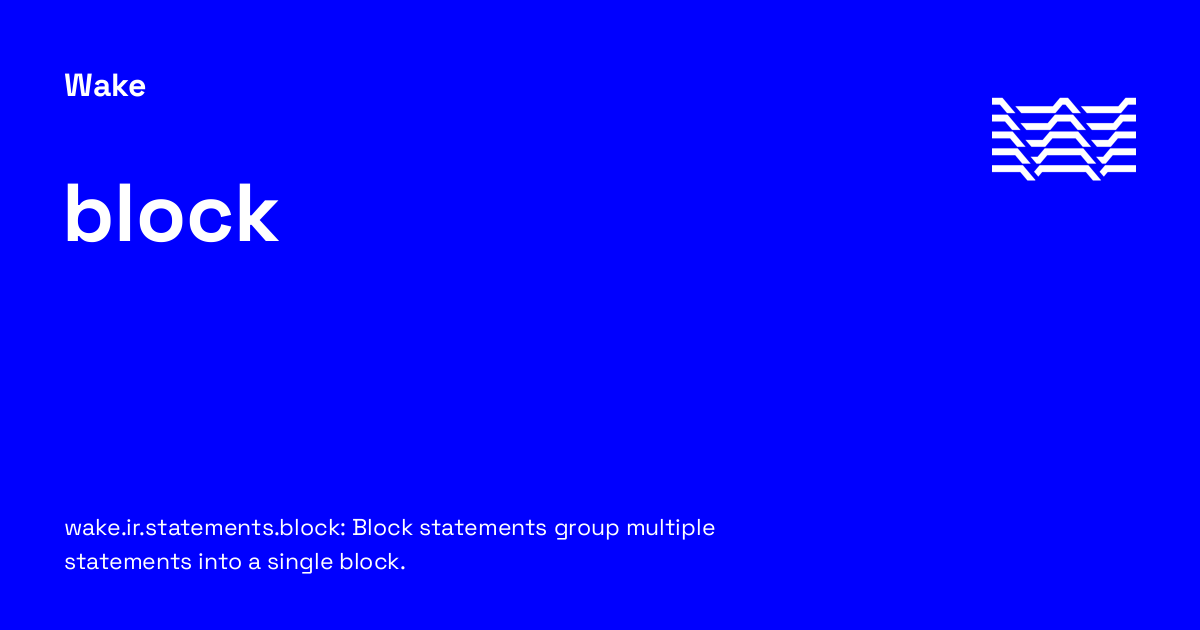 Wake
block
wake.ir.statements.block: Block statements group multiple
statements into a single block.